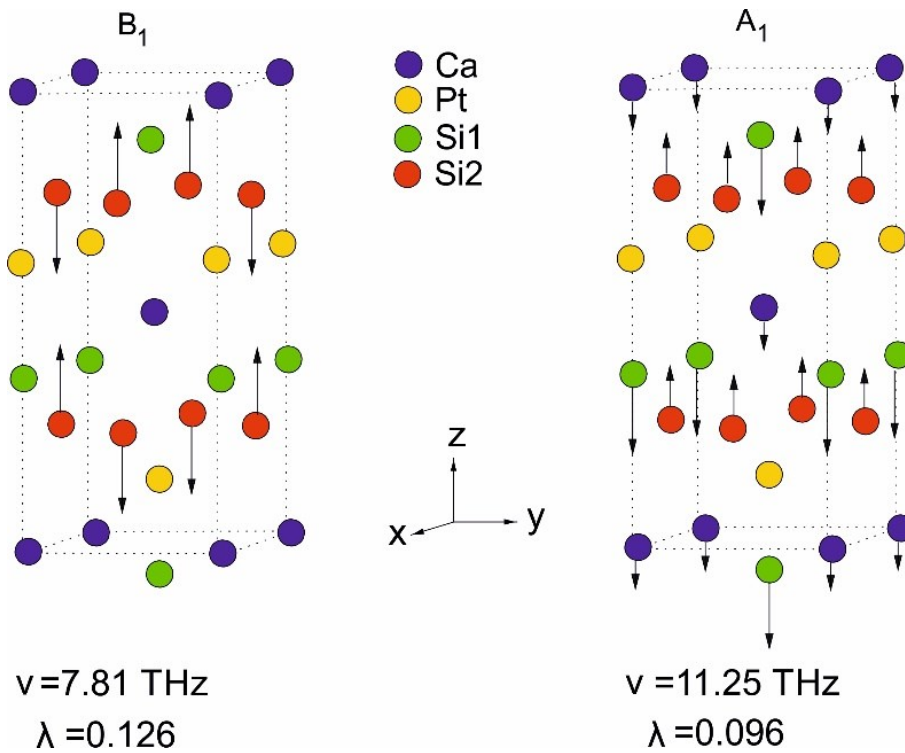 B₁
A₁
Ca
Pt
Si1
Si2
z
x
y
ν =7.81 THz
λ =0.126
ν =11.25 THz
λ =0.096